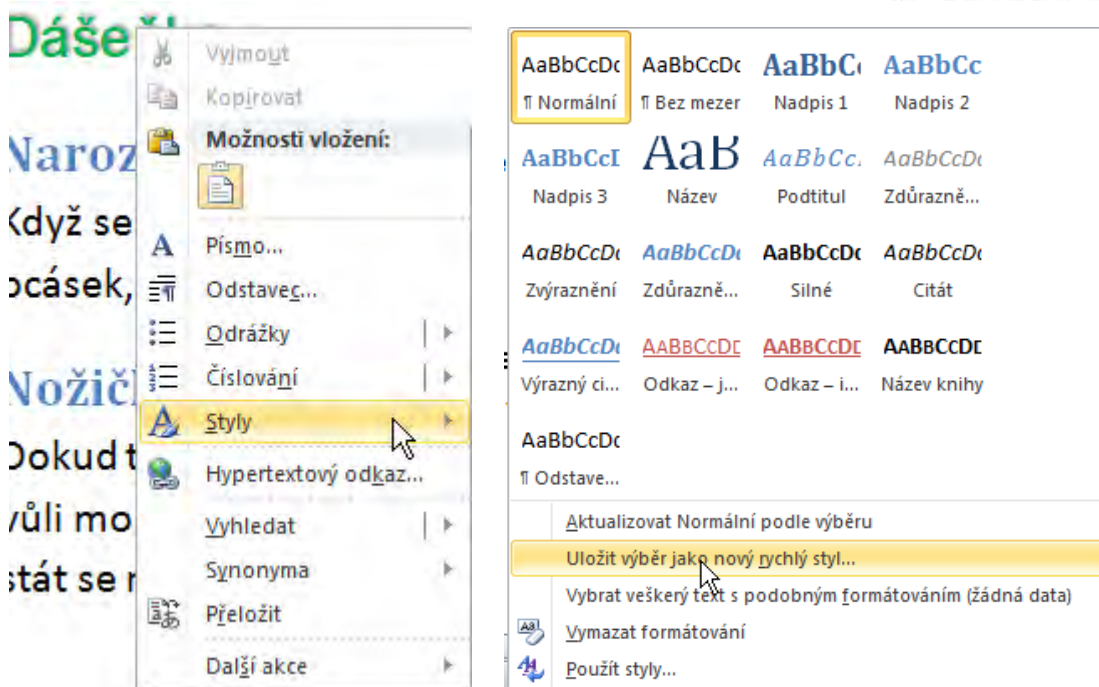 Dáše
Naroz
Když se
ocásek,
Nožič
Dokud t
vůli mo
stát se r
Vyjmout
Kopírovat
Možnosti vložení:
Písmo...
Odstavec...
Odrážky
Číslování
Styly
Hypertextový odkaz...
Vyhledat
Synonyma
Přeložit
Další akce
AaBbCcDc AaBbCcDc AaBbC AaBbCc
¶ Normální ¶ Bez mezer Nadpis 1 Nadpis 2
AaBbCcI AaB AaBbCc. AaBbCcDc
Nadpis 3 Název Podtitul Zdůrazně...
AaBbCcDc AaBbCcDc AaBbCcDc AaBbCcDc
Zvýraznění Zdůrazně... Silné Citát
AaBbCcDc AABBCCDC AABBCCDC AABBCCDC
Výrazný ci... Odkaz – j... Odkaz – i... Název knihy
AaBbCcDc
¶ Odstave...
Aktualizovat Normální podle výběru
Uložit výběr jako nový rychlý styl...
Vybrat veškerý text s podobným formátováním (žádná data)
Vymazat formátování
Použít styly...